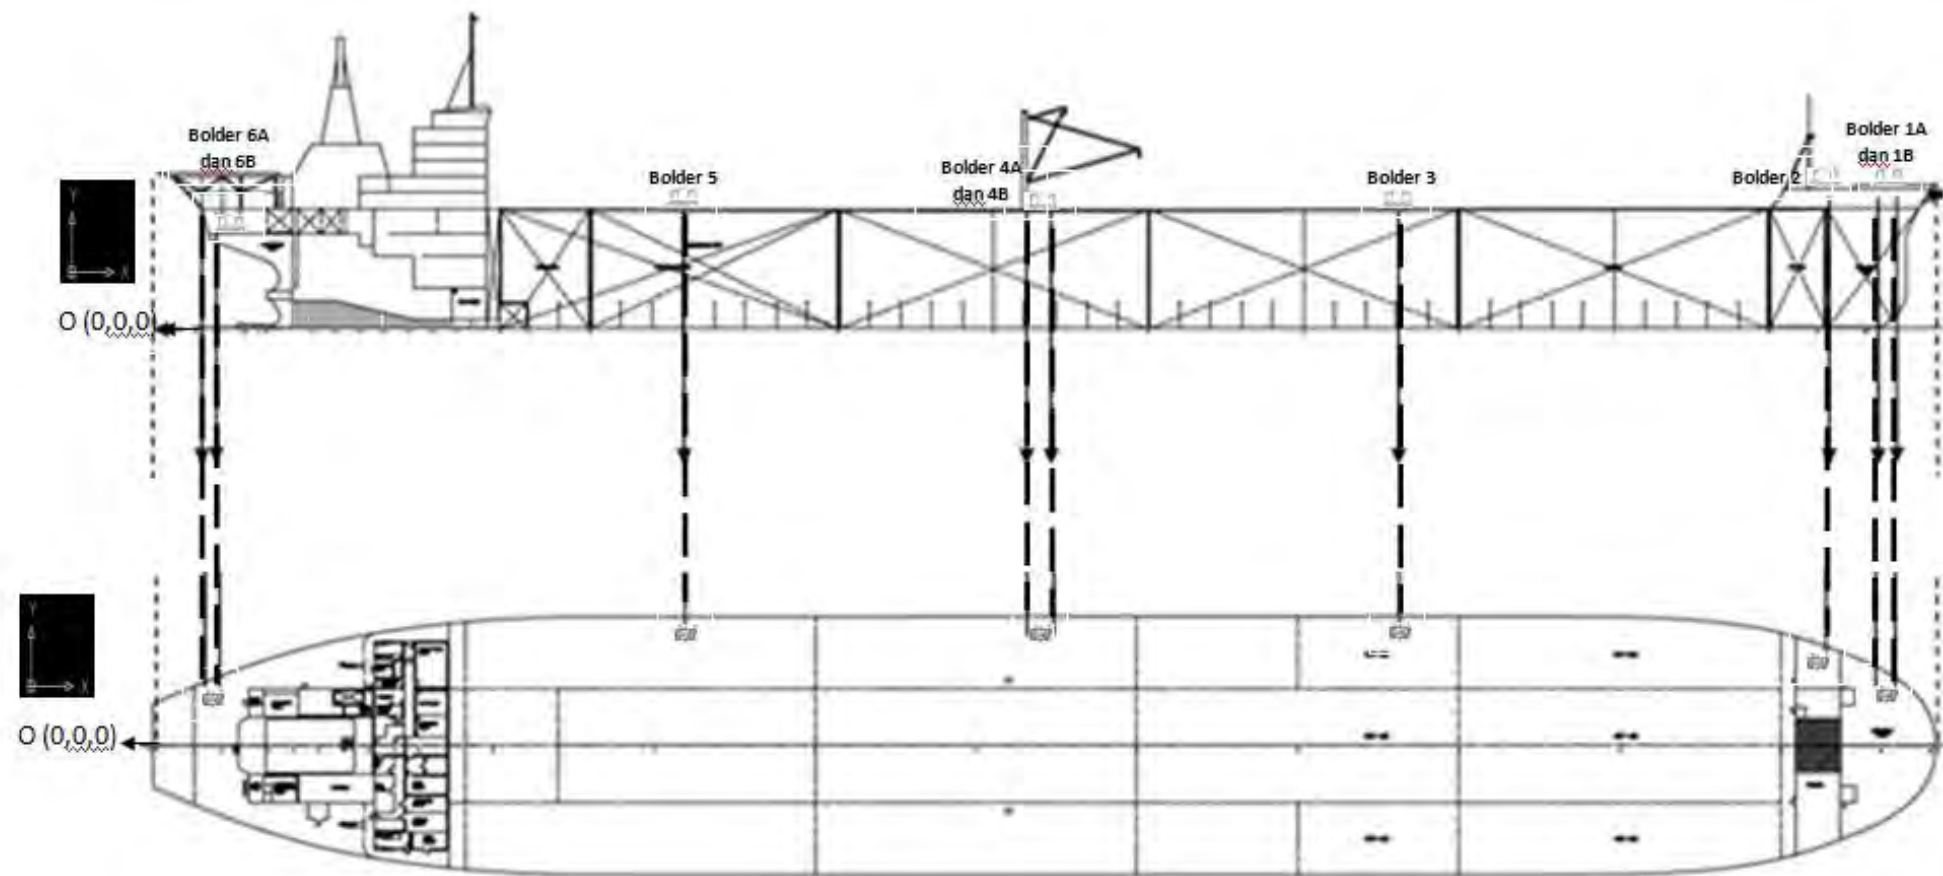 Bolder 6A
dan 6B
Bolder 5
Bolder 4A
dan 4B
Bolder 3
Bolder 2
Bolder 1A
dan 1B
Y
X
O (0,0,0)
Y
X
O (0,0,0)